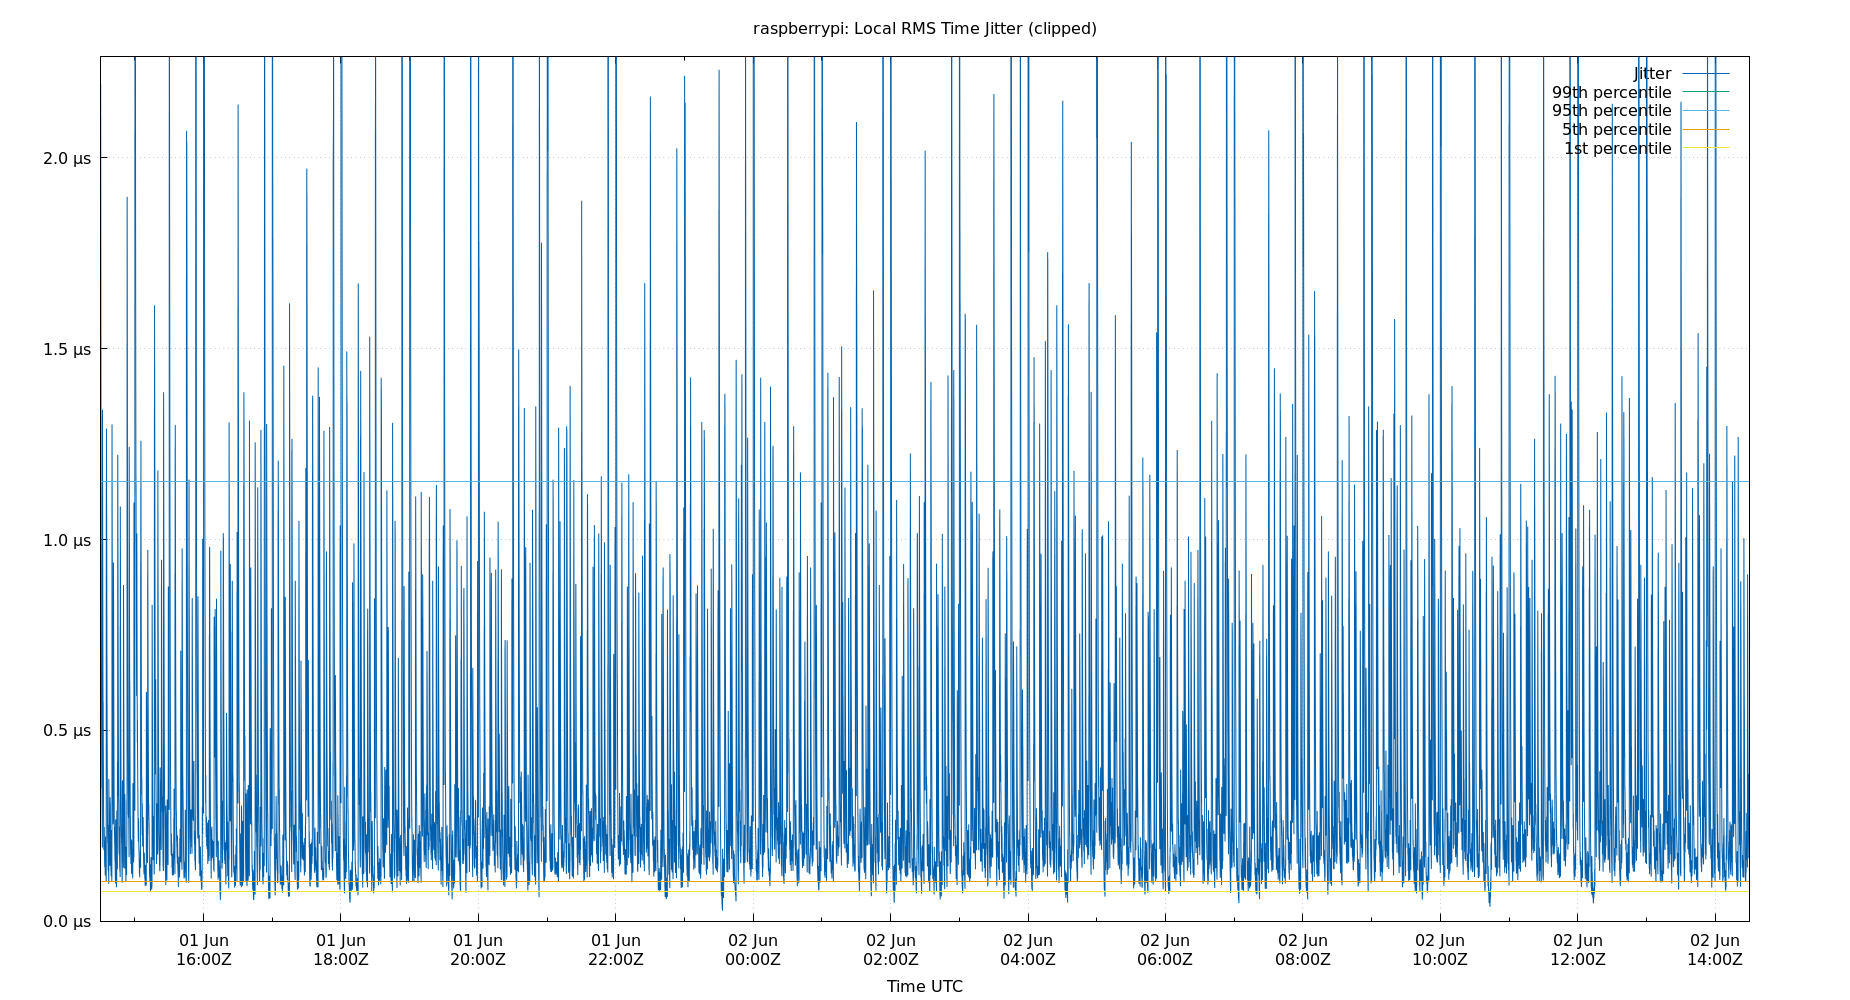 raspberrypi: Local RMS Time Jitter (clipped)
Jitter
99th percentile
95th percentile
5th percentile
1st percentile
2.0 µs
1.5 µs
1.0 µs
0.5 µs
0.0 µs
01 Jun 01 Jun 01 Jun 01 Jun 02 Jun 02 Jun 02 Jun 02 Jun 02 Jun 02 Jun 02 Jun 02 Jun
16:00Z 18:00Z 20:00Z 22:00Z 00:00Z 02:00Z 04:00Z 06:00Z 08:00Z 10:00Z 12:00Z 14:00Z
Time UTC